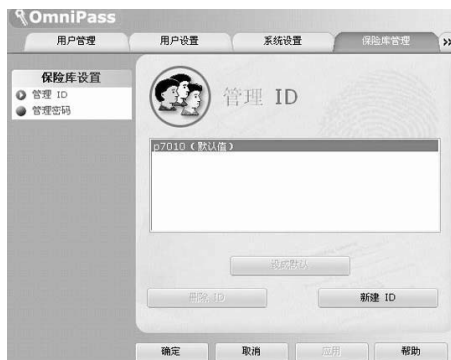 OmniPass
用户管理 用户设置 系统设置 保险库管理
保险库设置
管理 ID
管理密码
管理 ID
p7010（默认值）
设成默认
删除 ID 新建 ID
确定 取消 应用 帮助